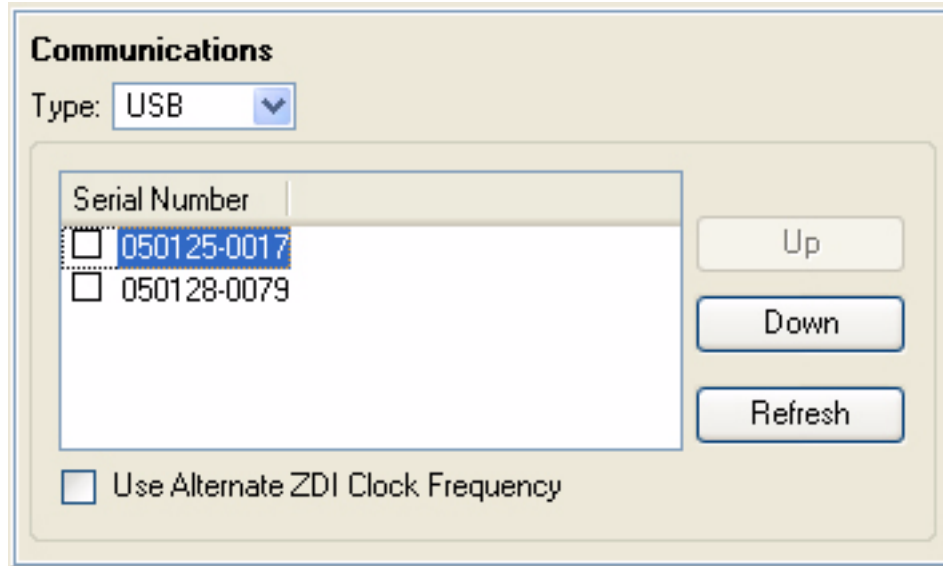 Communications
Type: USB
Serial Number
050125-0017
Up
050128-0079
Down
Refresh
Use Alternate ZDI Clock Frequency